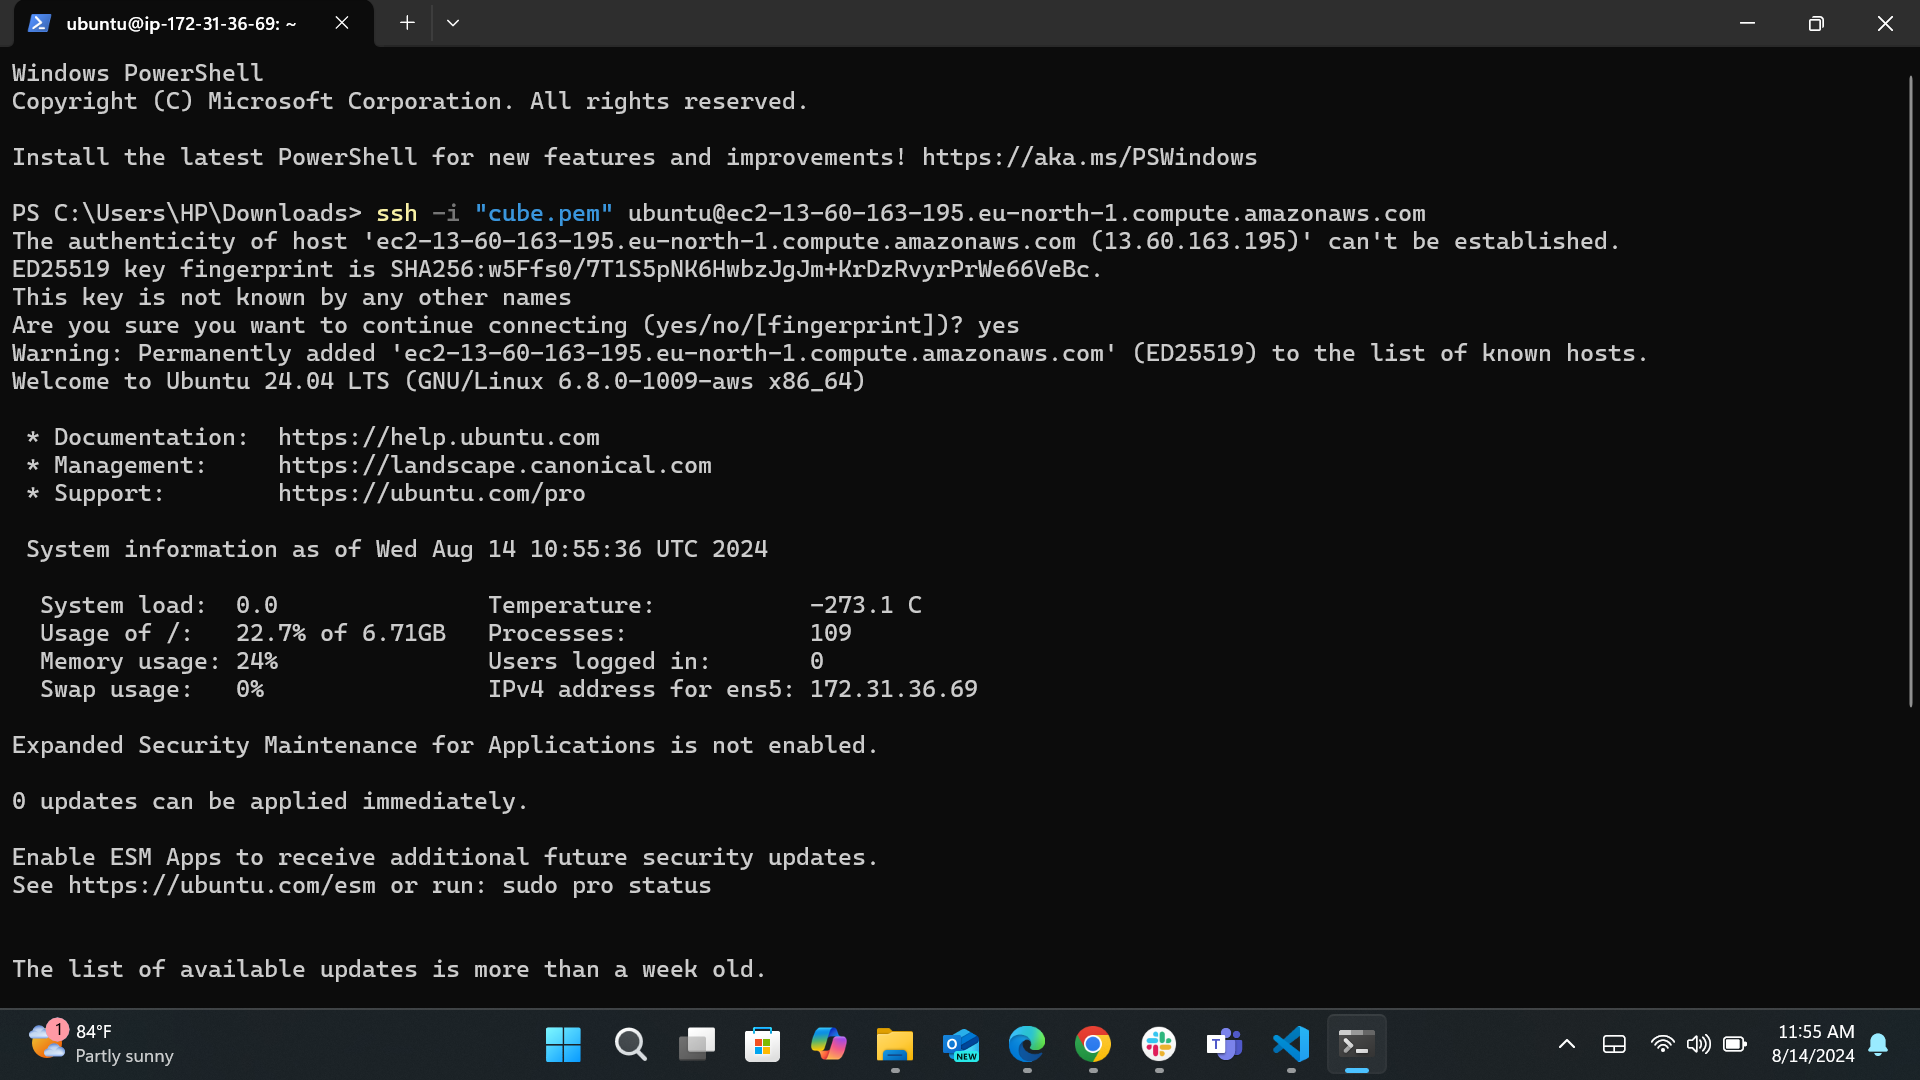 ubuntu@ip-172-31-36-69: ~
Windows PowerShell
Copyright (C) Microsoft Corporation. All rights reserved.
Install the latest PowerShell for new features and improvements! https://aka.ms/PSWindows
PS C:\Users\HP\Downloads> ssh -i "cube.pem" ubuntu@ec2-13-60-163-195.eu-north-1.compute.amazonaws.com
The authenticity of host 'ec2-13-60-163-195.eu-north-1.compute.amazonaws.com (13.60.163.195)' can't be established.
ED25519 key fingerprint is SHA256:w5Ffs0/7T1S5pNK6HwbzJgJm+KrDzRvyrPrWe66VeBc.
This key is not known by any other names
Are you sure you want to continue connecting (yes/no/[fingerprint])? yes
Warning: Permanently added 'ec2-13-60-163-195.eu-north-1.compute.amazonaws.com' (ED25519) to the list of known hosts.
Welcome to Ubuntu 24.04 LTS (GNU/Linux 6.8.0-1009-aws x86_64)
* Documentation:  https://help.ubuntu.com
* Management:     https://landscape.canonical.com
* Support:        https://ubuntu.com/pro
System information as of Wed Aug 14 10:55:36 UTC 2024
System load:  0.0               Temperature:           -273.1 C
Usage of /:   22.7% of 6.71GB   Processes:             109
Memory usage: 24%               Users logged in:       0
Swap usage:   0%                IPv4 address for ens5: 172.31.36.69
Expanded Security Maintenance for Applications is not enabled.
0 updates can be applied immediately.
Enable ESM Apps to receive additional future security updates.
See https://ubuntu.com/esm or run: sudo pro status
The list of available updates is more than a week old.
1
84°F
Partly sunny
O
NEW
T
11:55 AM
8/14/2024